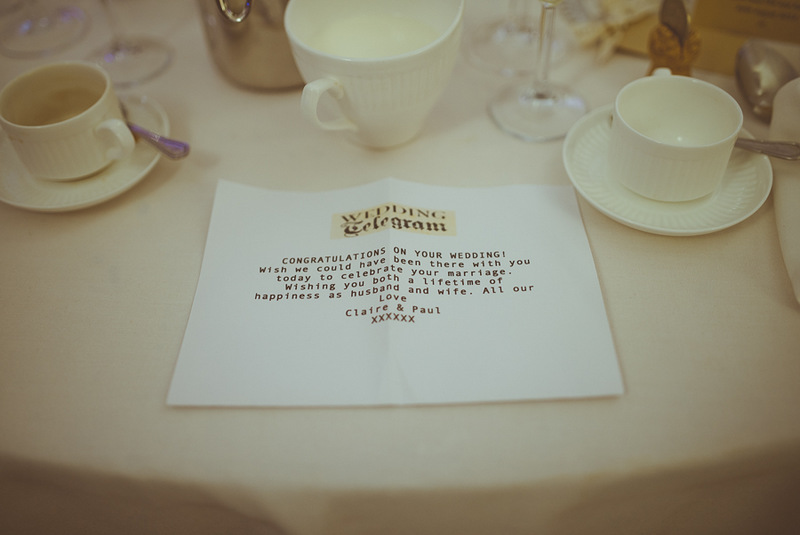 WEDDING
Telegram
CONGRATULATIONS ON YOUR WEDDING!
Wish we could have been there with you
today to celebrate your marriage.
Wishing you both a lifetime of
happiness as husband and wife. All our
Love
Claire & Paul
XXXXXX